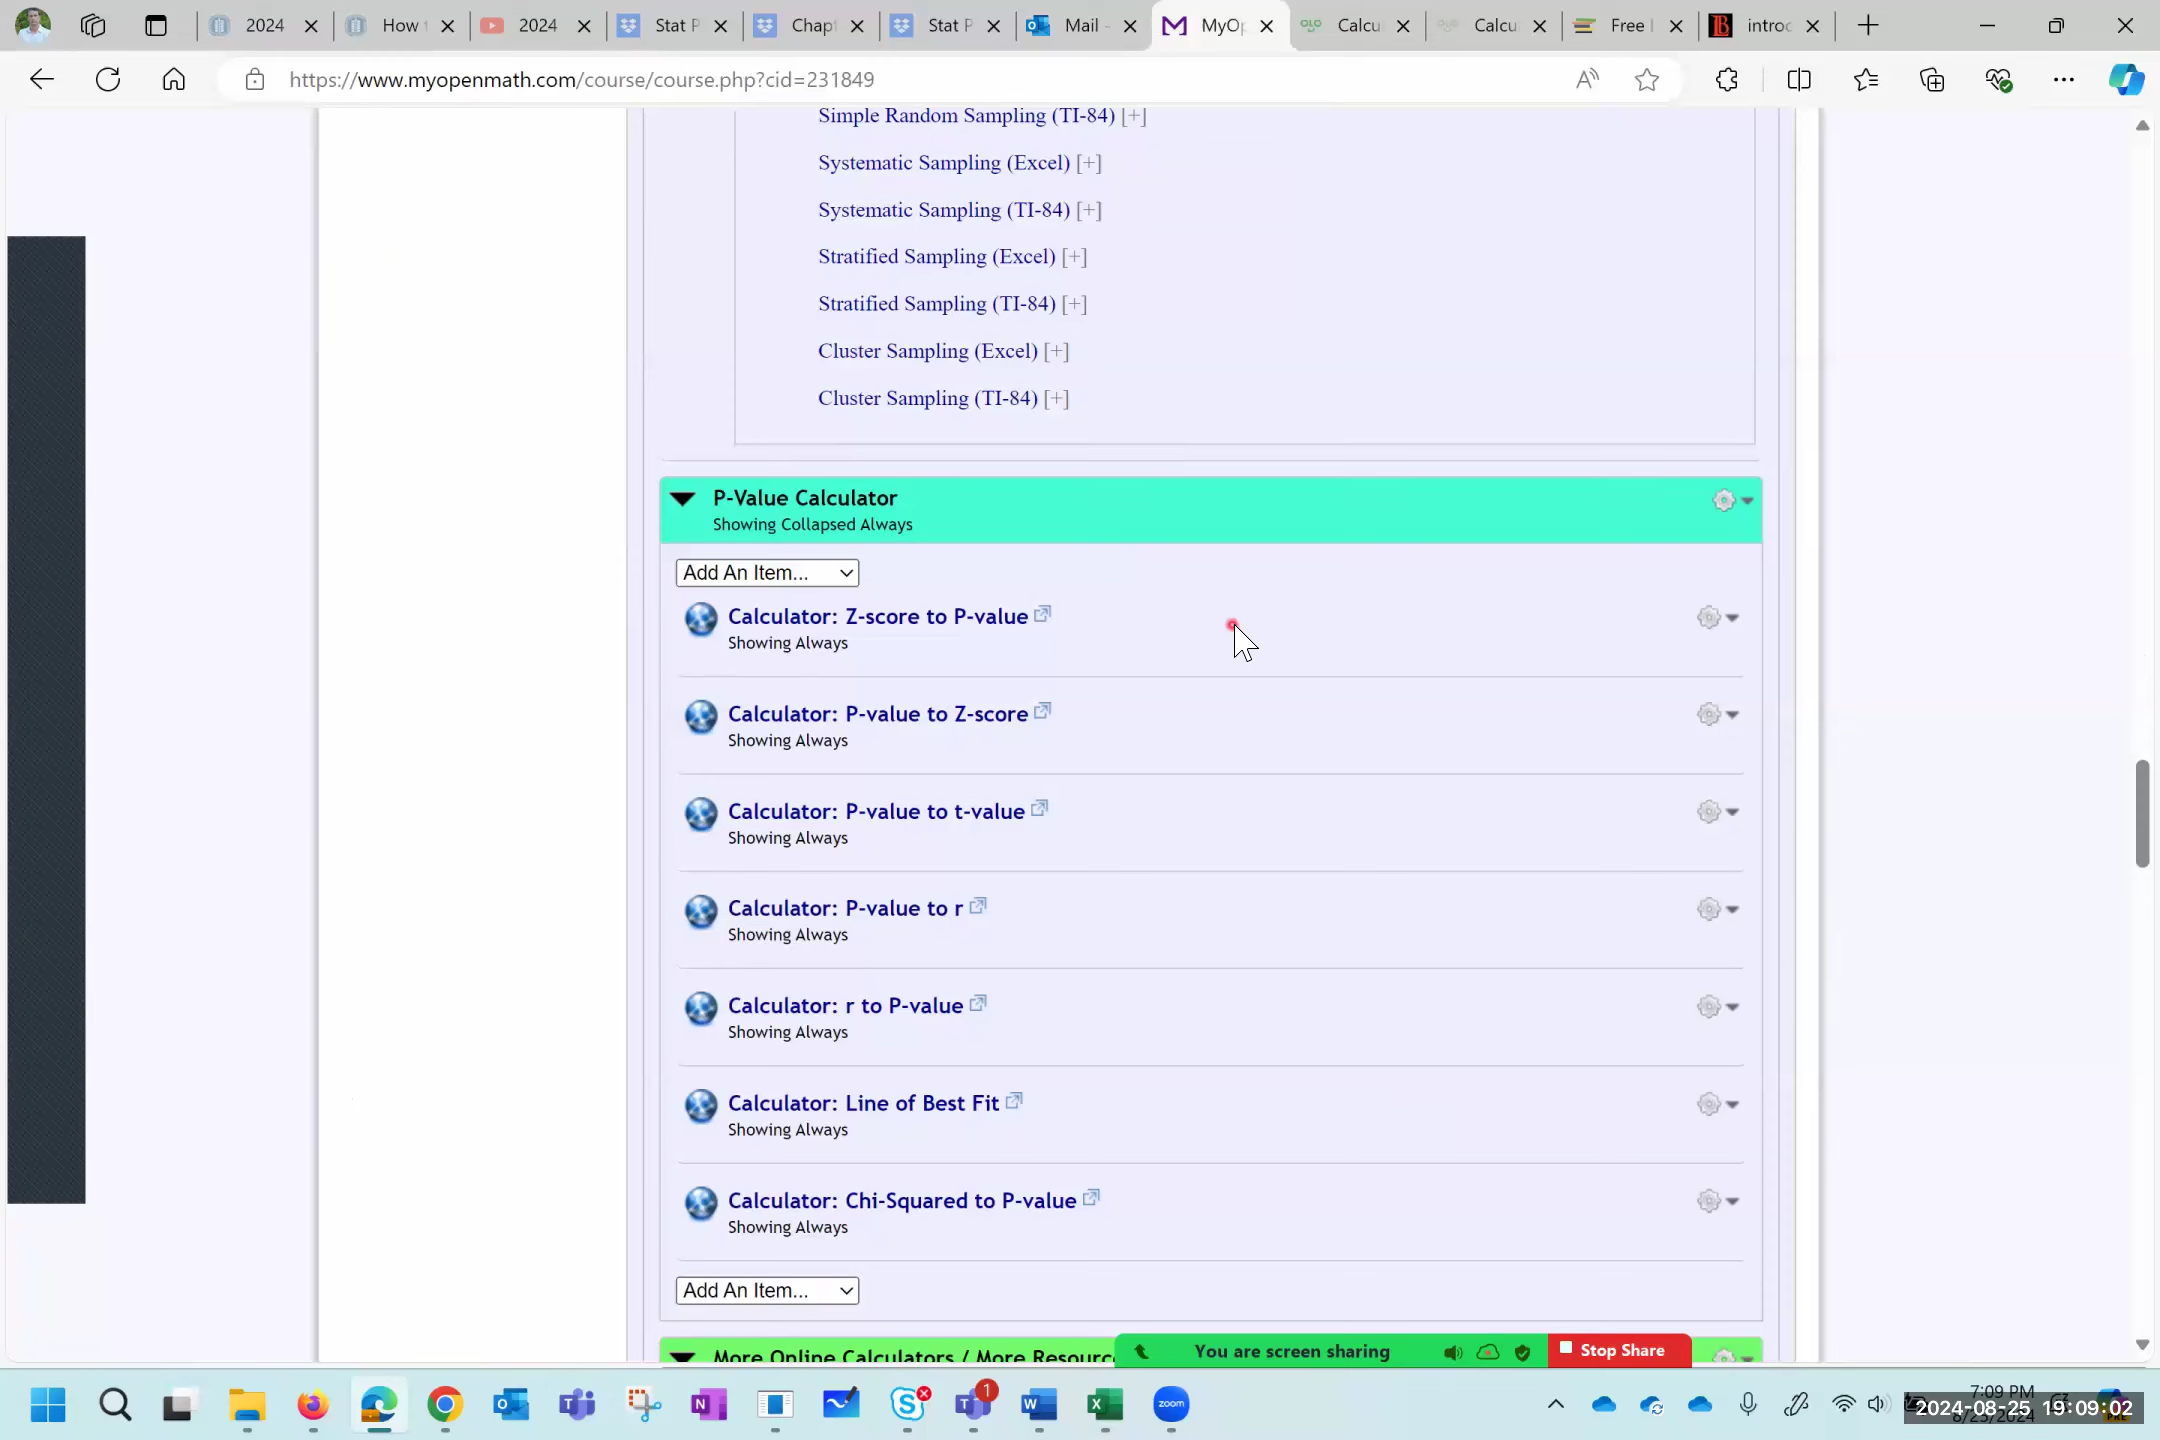 2024
How
2024
Stat P
Chap
Stat P
Mail -
MyOp
Calcu
Calcu
Free
introd
https://www.myopenmath.com/course/course.php?cid=231849
Simple Random Sampling (TI-84) [+]
Systematic Sampling (Excel) [+]
Systematic Sampling (TI-84) [+]
Stratified Sampling (Excel) [+]
Stratified Sampling (TI-84) [+]
Cluster Sampling (Excel) [+]
Cluster Sampling (TI-84) [+]
P-Value Calculator
Showing Collapsed Always
Add An Item...
Calculator: Z-score to P-value
Showing Always
Calculator: P-value to Z-score
Showing Always
Calculator: P-value to t-value
Showing Always
Calculator: P-value to r
Showing Always
Calculator: r to P-value
Showing Always
Calculator: Line of Best Fit
Showing Always
Calculator: Chi-Squared to P-value
Showing Always
Add An Item...
More Online Calculators / More Resourc
You are screen sharing
Stop Share
1
zoom
7:09 PM
2024-08-25 19:09:02